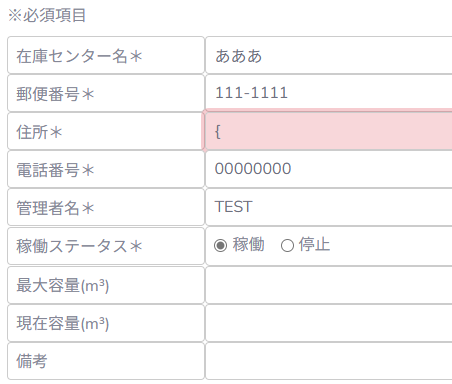 ※必須項目
在庫センター名＊ あああ
郵便番号＊ 111-1111
住所＊ {
電話番号＊ 00000000
管理者名＊ TEST
稼働ステータス＊ 稼働 停止
最大容量(m³)
現在容量(m³)
備考